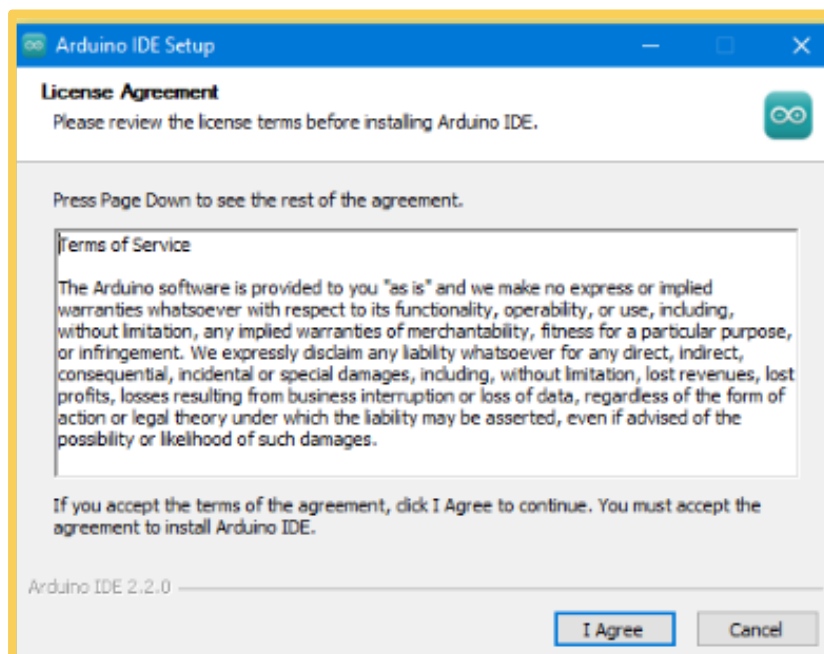 Arduino IDE Setup
License Agreement
Please review the license terms before installing Arduino IDE.
Press Page Down to see the rest of the agreement.
Terms of Service
The Arduino software is provided to you "as is" and we make no express or implied
warranties whatsoever with respect to its functionality, operability, or use, including,
without limitation, any implied warranties of merchantability, fitness for a particular purpose,
or infringement. We expressly disclaim any liability whatsoever for any direct, indirect,
consequential, incidental or special damages, including, without limitation, lost revenues, lost
profits, losses resulting from business interruption or loss of data, regardless of the form of
action or legal theory under which the liability may be asserted, even if advised of the
possibility or likelihood of such damages.
If you accept the terms of the agreement, click I Agree to continue. You must accept the
agreement to install Arduino IDE.
Arduino IDE 2.2.0
I Agree Cancel